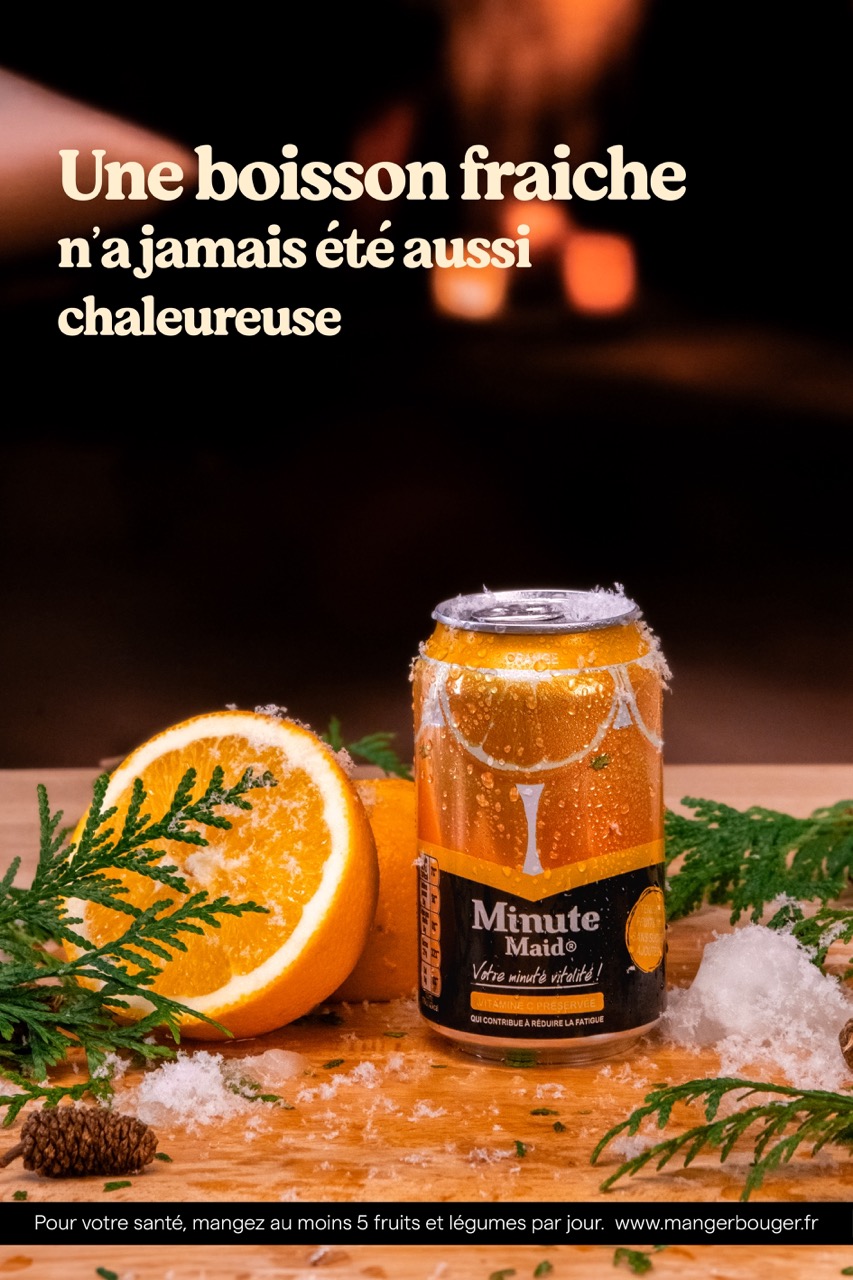 Une boisson fraiche
n’a jamais été aussi
chaleureuse
ORANGE
Minute
Maid®
Votre minute vitalité !
VITAMINE C PRÉSERVÉE
QUI CONTRIBUE À RÉDUIRE LA FATIGUE
Pour votre santé, mangez au moins 5 fruits et légumes par jour. www.mangerbouger.fr